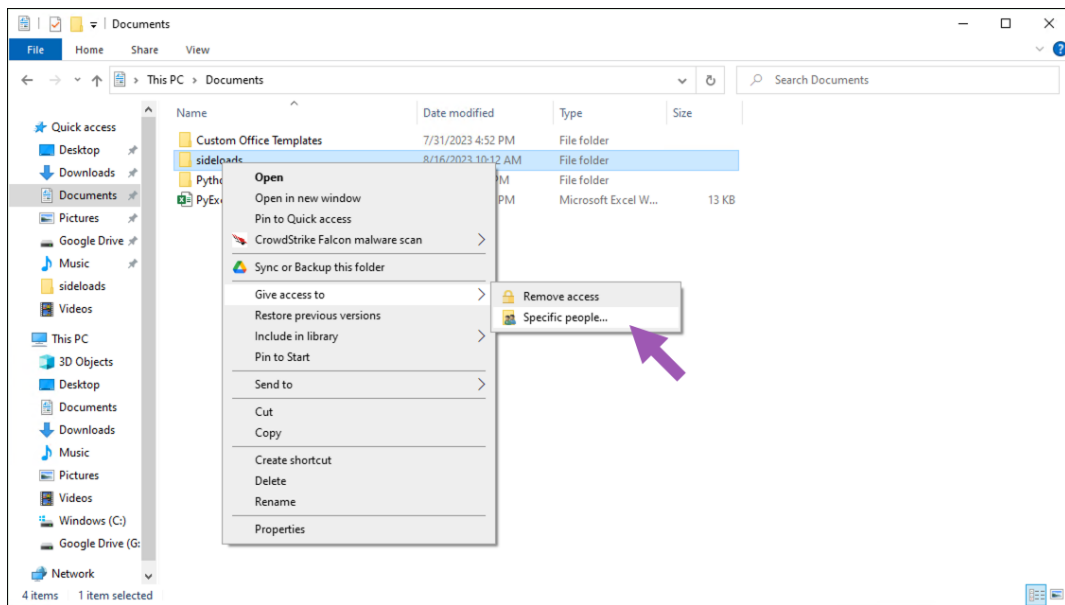 Documents
File Home Share View
This PC > Documents Search Documents
Name Date modified Type Size
Quick access
Desktop
Downloads
Documents
Pictures
Google Drive
Music
sideloads
Videos
This PC
3D Objects
Desktop
Documents
Downloads
Music
Pictures
Videos
Windows (C:)
Google Drive (G:
Network
Custom Office Templates 7/31/2023 4:52 PM File folder
sideloads 8/16/2023 10:12 AM File folder
PM File folder
PM Microsoft Excel W... 13 KB
Open
Open in new window
Pin to Quick access
CrowdStrike Falcon malware scan
Sync or Backup this folder
Give access to
Restore previous versions
Include in library
Pin to Start
Send to
Cut
Copy
Create shortcut
Delete
Rename
Properties
Remove access
Specific people...
4 items 1 item selected